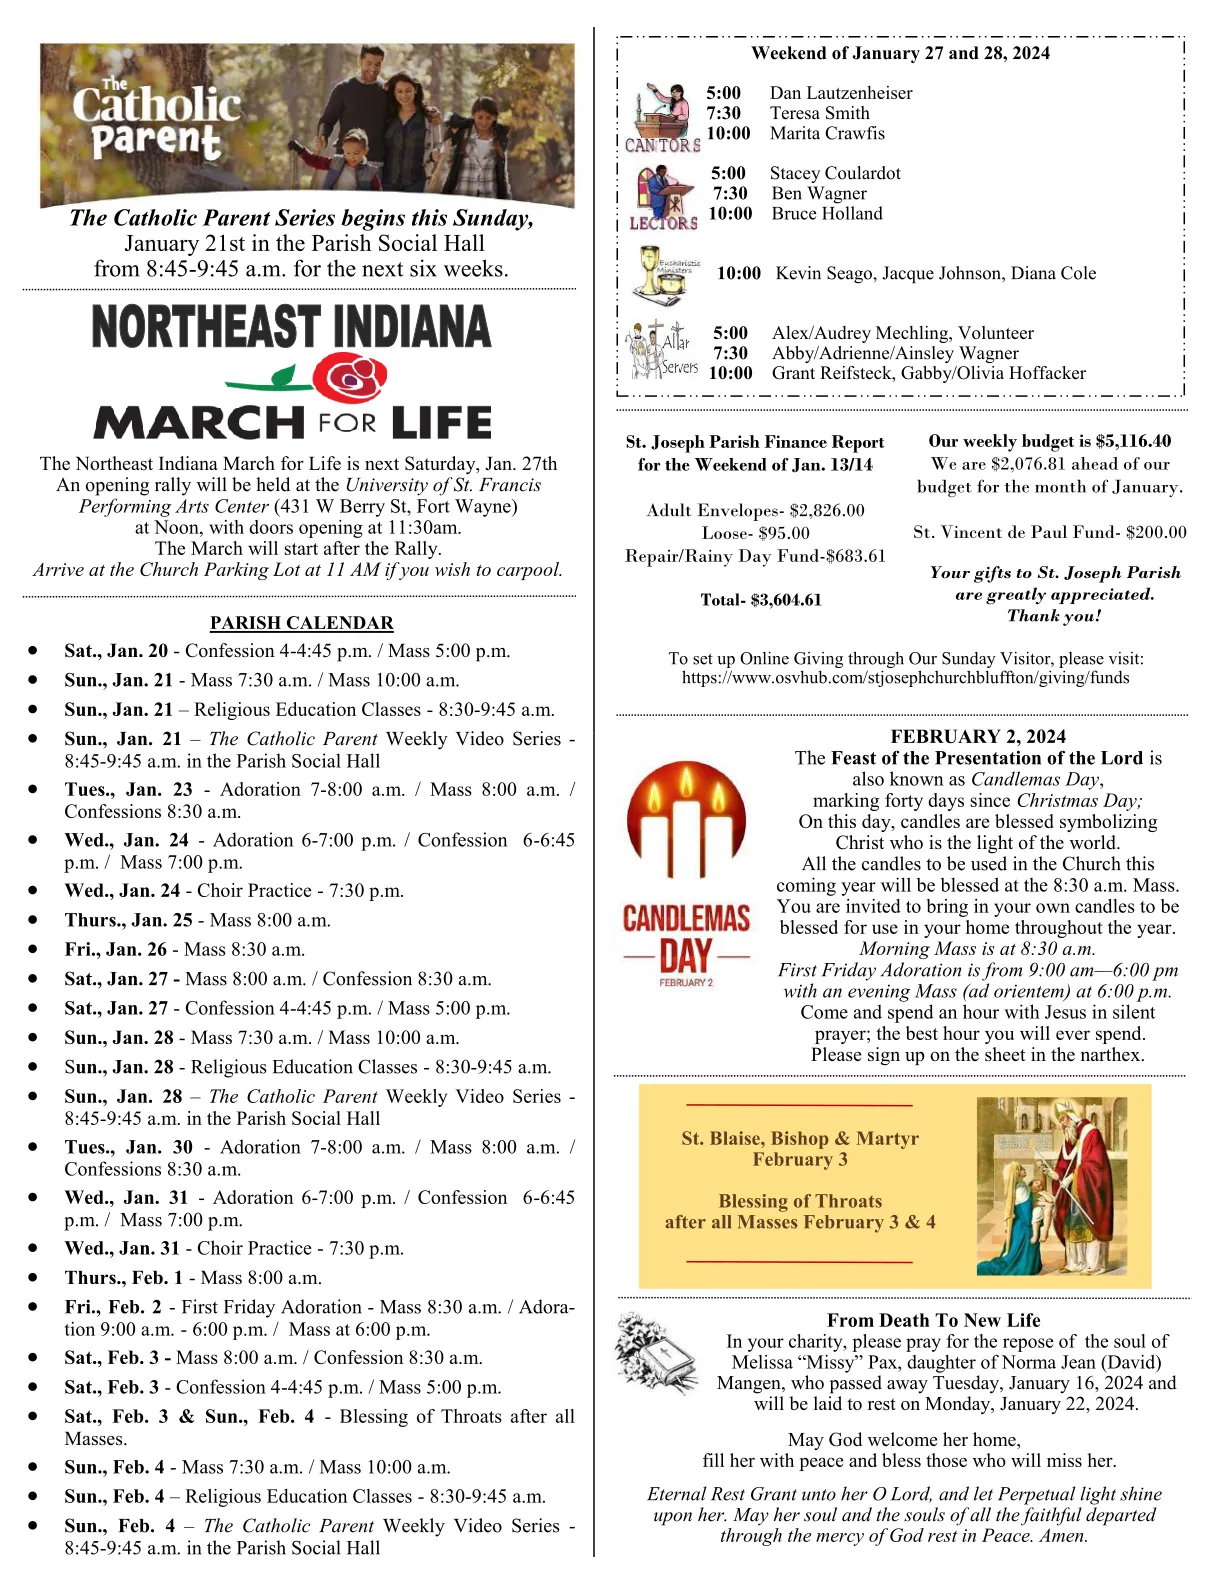 The
Catholic
Parent
The Catholic Parent Series begins this Sunday,
January 21st in the Parish Social Hall
from 8:45-9:45 a.m. for the next six weeks.
NORTHEAST INDIANA
MARCH FOR LIFE
The Northeast Indiana March for Life is next Saturday, Jan. 27th
An opening rally will be held at the University of St. Francis
Performing Arts Center (431 W Berry St, Fort Wayne)
at Noon, with doors opening at 11:30am.
The March will start after the Rally.
Arrive at the Church Parking Lot at 11 AM if you wish to carpool.
PARISH CALENDAR
• Sat., Jan. 20 - Confession 4-4:45 p.m. / Mass 5:00 p.m.
• Sun., Jan. 21 - Mass 7:30 a.m. / Mass 10:00 a.m.
• Sun., Jan. 21 – Religious Education Classes - 8:30-9:45 a.m.
• Sun., Jan. 21 – The Catholic Parent Weekly Video Series -
8:45-9:45 a.m. in the Parish Social Hall
• Tues., Jan. 23 - Adoration 7-8:00 a.m. / Mass 8:00 a.m. /
Confessions 8:30 a.m.
• Wed., Jan. 24 - Adoration 6-7:00 p.m. / Confession 6-6:45
p.m. / Mass 7:00 p.m.
• Wed., Jan. 24 - Choir Practice - 7:30 p.m.
• Thurs., Jan. 25 - Mass 8:00 a.m.
• Fri., Jan. 26 - Mass 8:30 a.m.
• Sat., Jan. 27 - Mass 8:00 a.m. / Confession 8:30 a.m.
• Sat., Jan. 27 - Confession 4-4:45 p.m. / Mass 5:00 p.m.
• Sun., Jan. 28 - Mass 7:30 a.m. / Mass 10:00 a.m.
• Sun., Jan. 28 - Religious Education Classes - 8:30-9:45 a.m.
• Sun., Jan. 28 – The Catholic Parent Weekly Video Series -
8:45-9:45 a.m. in the Parish Social Hall
• Tues., Jan. 30 - Adoration 7-8:00 a.m. / Mass 8:00 a.m. /
Confessions 8:30 a.m.
• Wed., Jan. 31 - Adoration 6-7:00 p.m. / Confession 6-6:45
p.m. / Mass 7:00 p.m.
• Wed., Jan. 31 - Choir Practice - 7:30 p.m.
• Thurs., Feb. 1 - Mass 8:00 a.m.
• Fri., Feb. 2 - First Friday Adoration - Mass 8:30 a.m. / Adora-
tion 9:00 a.m. - 6:00 p.m. / Mass at 6:00 p.m.
• Sat., Feb. 3 - Mass 8:00 a.m. / Confession 8:30 a.m.
• Sat., Feb. 3 - Confession 4-4:45 p.m. / Mass 5:00 p.m.
• Sat., Feb. 3 & Sun., Feb. 4 - Blessing of Throats after all
Masses.
• Sun., Feb. 4 - Mass 7:30 a.m. / Mass 10:00 a.m.
• Sun., Feb. 4 – Religious Education Classes - 8:30-9:45 a.m.
• Sun., Feb. 4 – The Catholic Parent Weekly Video Series -
8:45-9:45 a.m. in the Parish Social Hall
Weekend of January 27 and 28, 2024
CANTORS
5:00 Dan Lautzenheiser
7:30 Teresa Smith
10:00 Marita Crawfis
LECTORS
5:00 Stacey Coulardot
7:30 Ben Wagner
10:00 Bruce Holland
Eucharistic
Ministers
10:00 Kevin Seago, Jacque Johnson, Diana Cole
Altar
Servers
5:00 Alex/Audrey Mechling, Volunteer
7:30 Abby/Adrienne/Ainsley Wagner
10:00 Grant Reifsteck, Gabby/Olivia Hoffacker
St. Joseph Parish Finance Report
for the Weekend of Jan. 13/14
Adult Envelopes- $2,826.00
Loose- $95.00
Repair/Rainy Day Fund-$683.61
Total- $3,604.61
Our weekly budget is $5,116.40
We are $2,076.81 ahead of our
budget for the month of January.
St. Vincent de Paul Fund- $200.00
Your gifts to St. Joseph Parish
are greatly appreciated.
Thank you!
To set up Online Giving through Our Sunday Visitor, please visit:
https://www.osvhub.com/stjosephchurchbluffton/giving/funds
CANDLEMAS
DAY
FEBRUARY 2
FEBRUARY 2, 2024
The Feast of the Presentation of the Lord is
also known as Candlemas Day,
marking forty days since Christmas Day;
On this day, candles are blessed symbolizing
Christ who is the light of the world.
All the candles to be used in the Church this
coming year will be blessed at the 8:30 a.m. Mass.
You are invited to bring in your own candles to be
blessed for use in your home throughout the year.
Morning Mass is at 8:30 a.m.
First Friday Adoration is from 9:00 am—6:00 pm
with an evening Mass (ad orientem) at 6:00 p.m.
Come and spend an hour with Jesus in silent
prayer; the best hour you will ever spend.
Please sign up on the sheet in the narthex.
St. Blaise, Bishop & Martyr
February 3
Blessing of Throats
after all Masses February 3 & 4
From Death To New Life
In your charity, please pray for the repose of the soul of
Melissa “Missy” Pax, daughter of Norma Jean (David)
Mangen, who passed away Tuesday, January 16, 2024 and
will be laid to rest on Monday, January 22, 2024.
May God welcome her home,
fill her with peace and bless those who will miss her.
Eternal Rest Grant unto her O Lord, and let Perpetual light shine
upon her. May her soul and the souls of all the faithful departed
through the mercy of God rest in Peace. Amen.